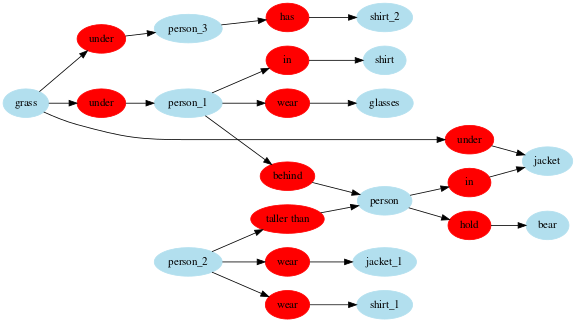 under
person_3
has
shirt_2
in
shirt
grass
under
person_1
wear
glasses
under
jacket
behind
in
person
taller than
hold
bear
person_2
wear
jacket_1
wear
shirt_1